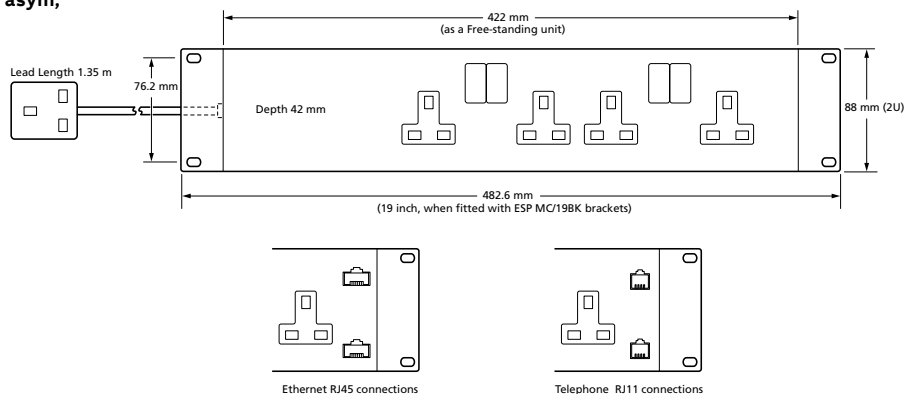 asym,
422 mm
(as a Free-standing unit)
Lead Length 1.35 m
76.2 mm
Depth 42 mm
88 mm (2U)
482.6 mm
(19 inch, when fitted with ESP MC/19BK brackets)
Ethernet RJ45 connections
Telephone RJ11 connections